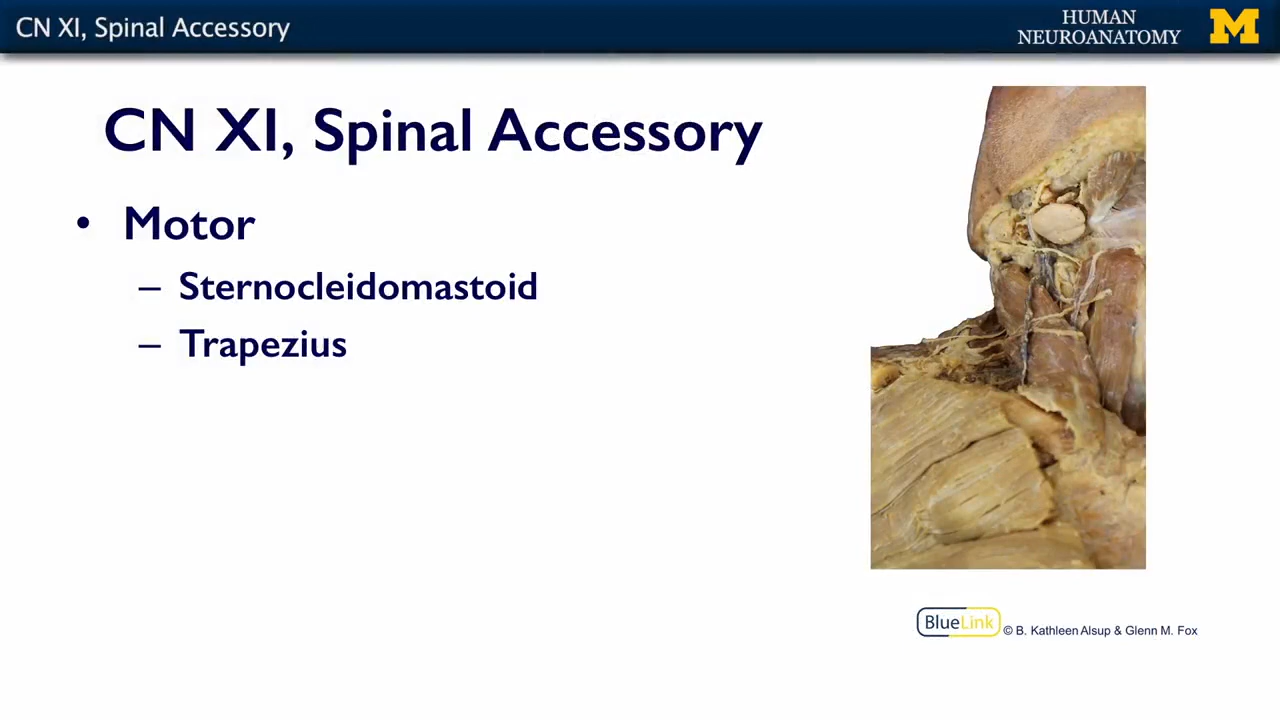 CN XI, Spinal Accessory
HUMAN
NEUROANATOMY
M
CN XI, Spinal Accessory
• Motor
– Sternocleidomastoid
– Trapezius
BlueLink © B. Kathleen Alsup & Glenn M. Fox